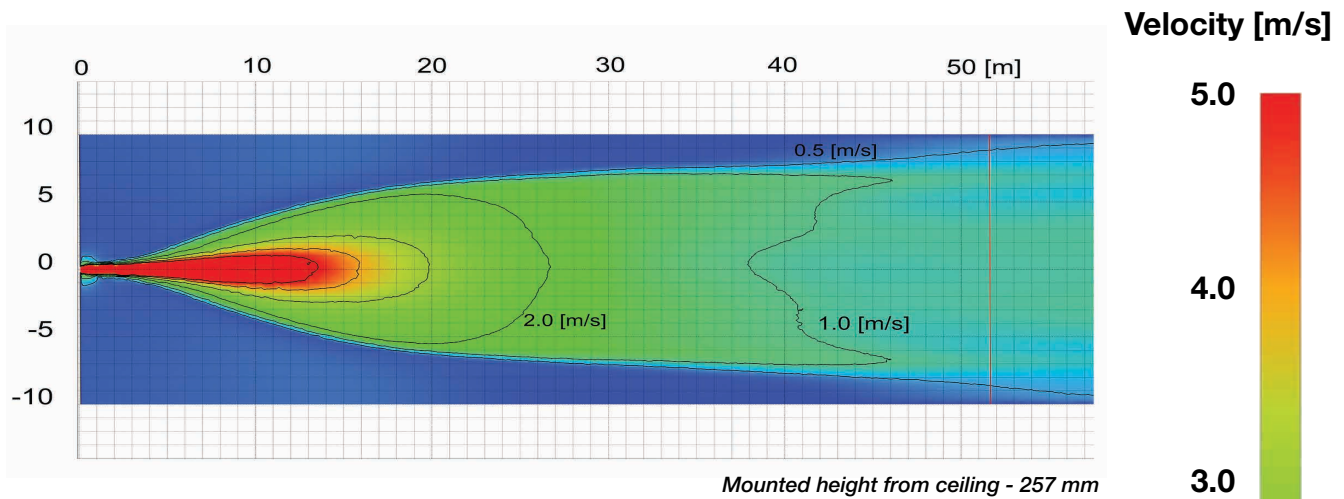 Velocity [m/s]
0 10 20 30 40 50 [m]
5.0
10
0.5 [m/s]
5
0
4.0
-5
2.0 [m/s]
1.0 [m/s]
-10
3.0
Mounted height from ceiling - 257 mm